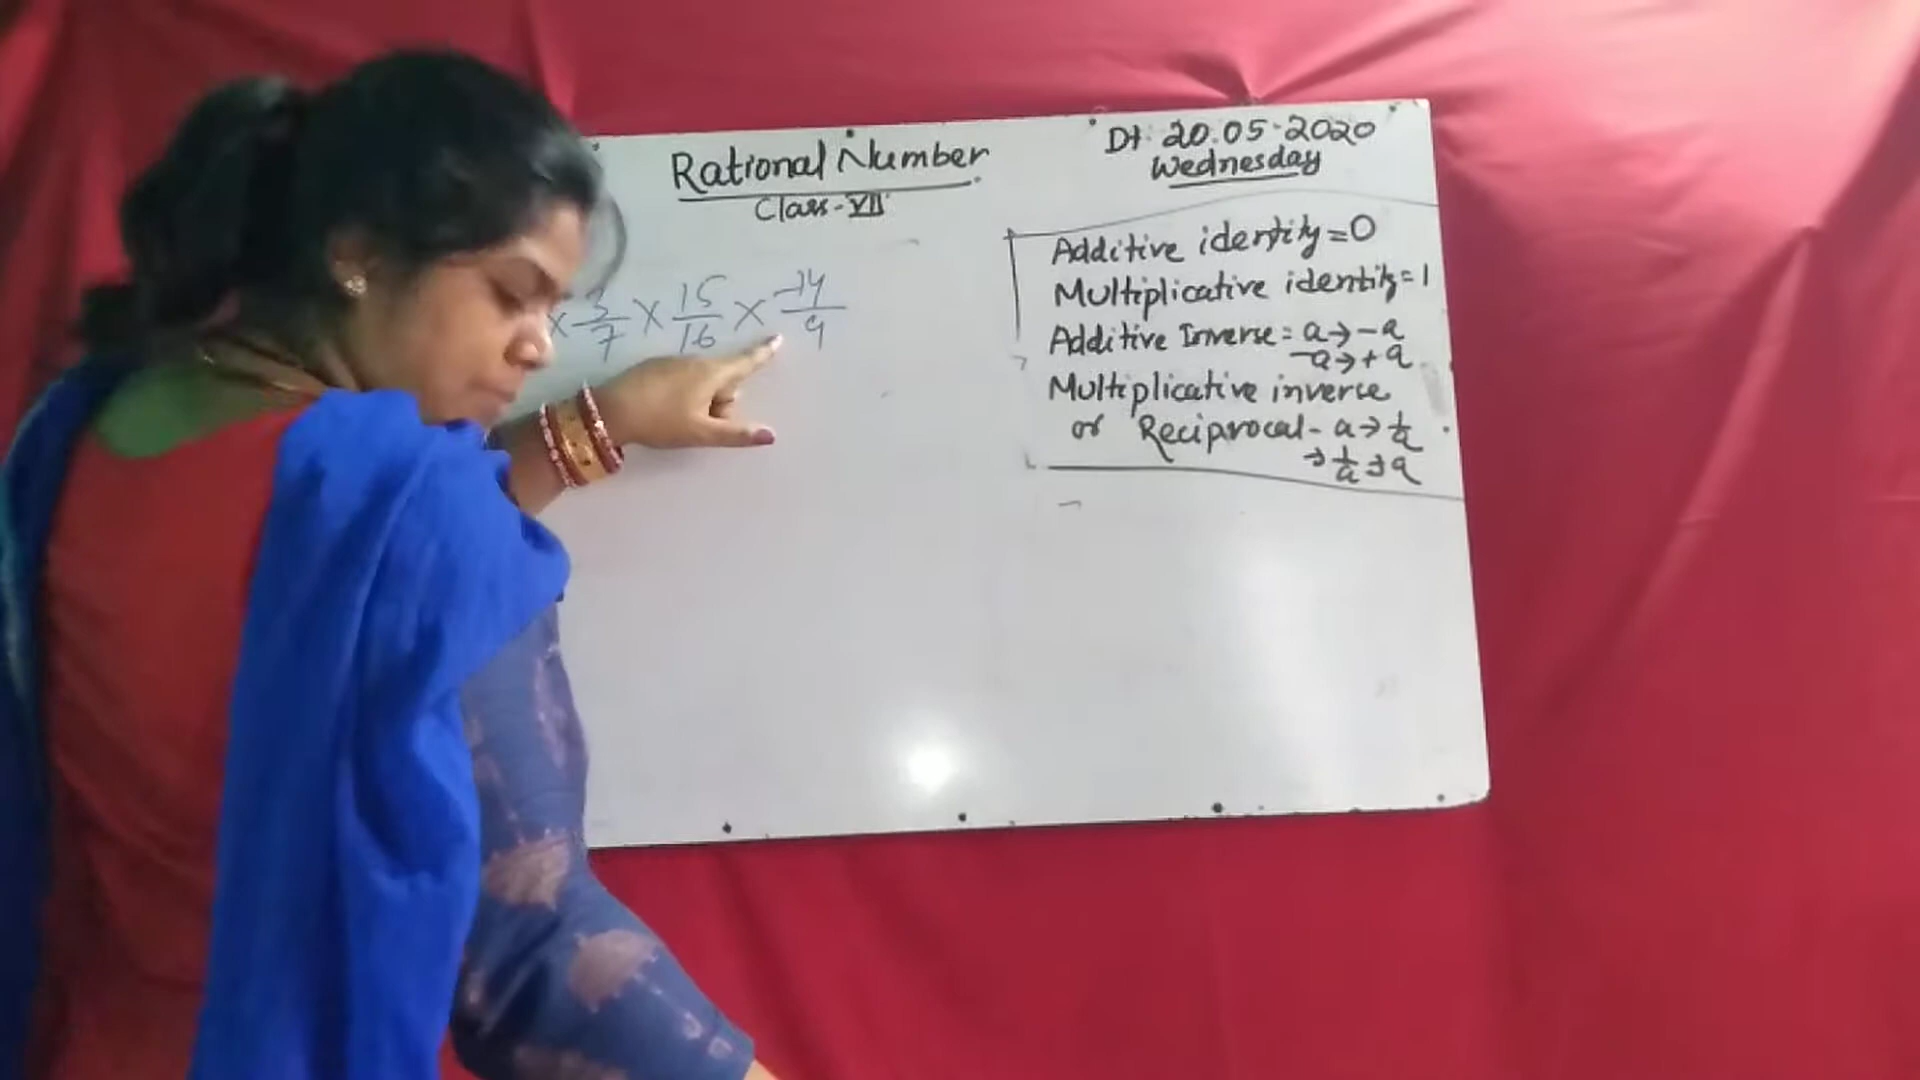 Rational Number
Class-VII
Dt: 20.05.2020
Wednesday
× 3/7 × 15/16 × -14/9
Additive identity = 0
Multiplicative identity = 1
Additive Inverse = a → -a
-a → +a
Multiplicative inverse
or Reciprocal - a → 1/a
→ 1/a → a